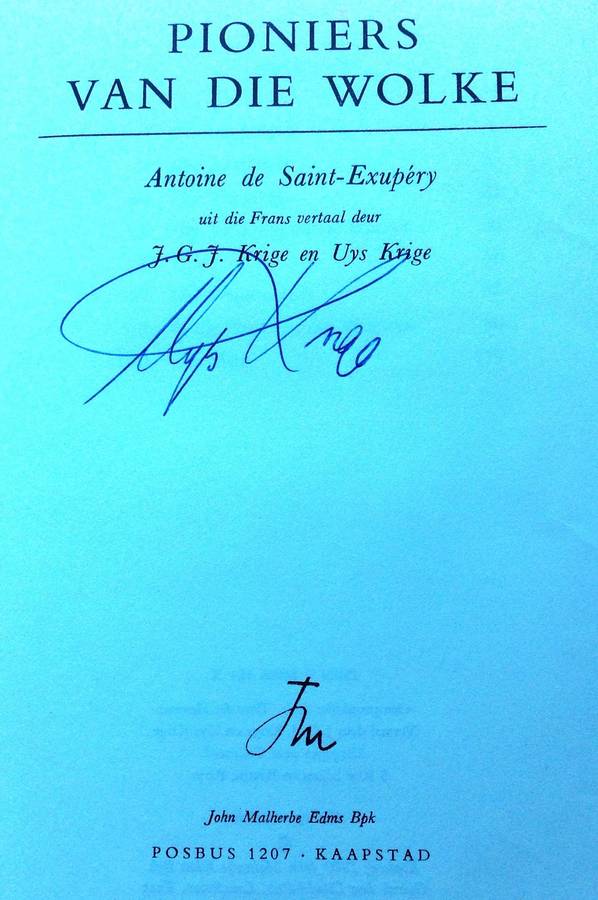 PIONIERS
VAN DIE WOLKE
Antoine de Saint-Exupéry
uit die Frans vertaal deur
J. G. J. Krige en Uys Krige
Uys Krige
Jm
John Malherbe Edms Bpk
POSBUS 1207 · KAAPSTAD